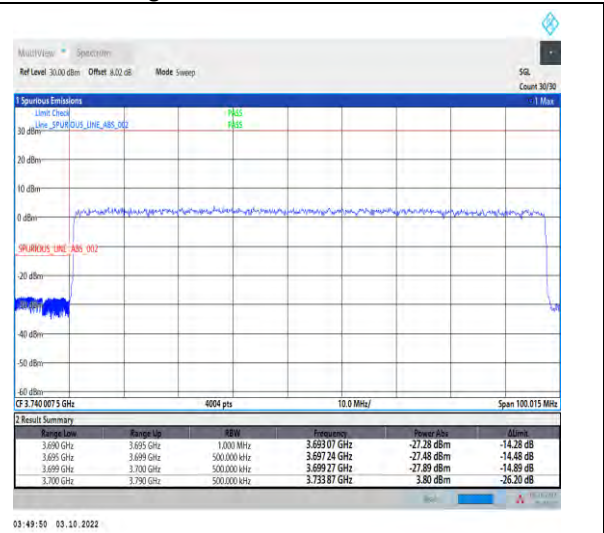 MultiView Spectrum
Ref Level 30.00 dBm Offset 8.02 dB Mode Sweep SGL
Count 30/30
1 Spurious Emissions 1 Max
Limit Check PASS
Line _SPURIOUS_LINE_ABS_002 PASS
30 dBm
20 dBm
10 dBm
0 dBm
SPURIOUS_LINE_ABS_002
-20 dBm
-30 dBm
-40 dBm
-50 dBm
-60 dBm
CF 3.740 007 5 GHz 4004 pts 10.0 MHz/ Span 100.015 MHz
2 Result Summary
Range Low Range Up RBW Frequency Power Abs ΔLimit
3.690 GHz 3.695 GHz 1.000 MHz 3.693 07 GHz -27.28 dBm -14.28 dB
3.695 GHz 3.699 GHz 500.000 kHz 3.697 24 GHz -27.48 dBm -14.48 dB
3.699 GHz 3.700 GHz 500.000 kHz 3.699 27 GHz -27.89 dBm -14.89 dB
3.700 GHz 3.790 GHz 500.000 kHz 3.733 87 GHz 3.80 dBm -26.20 dB
03:49:50 03.10.2022